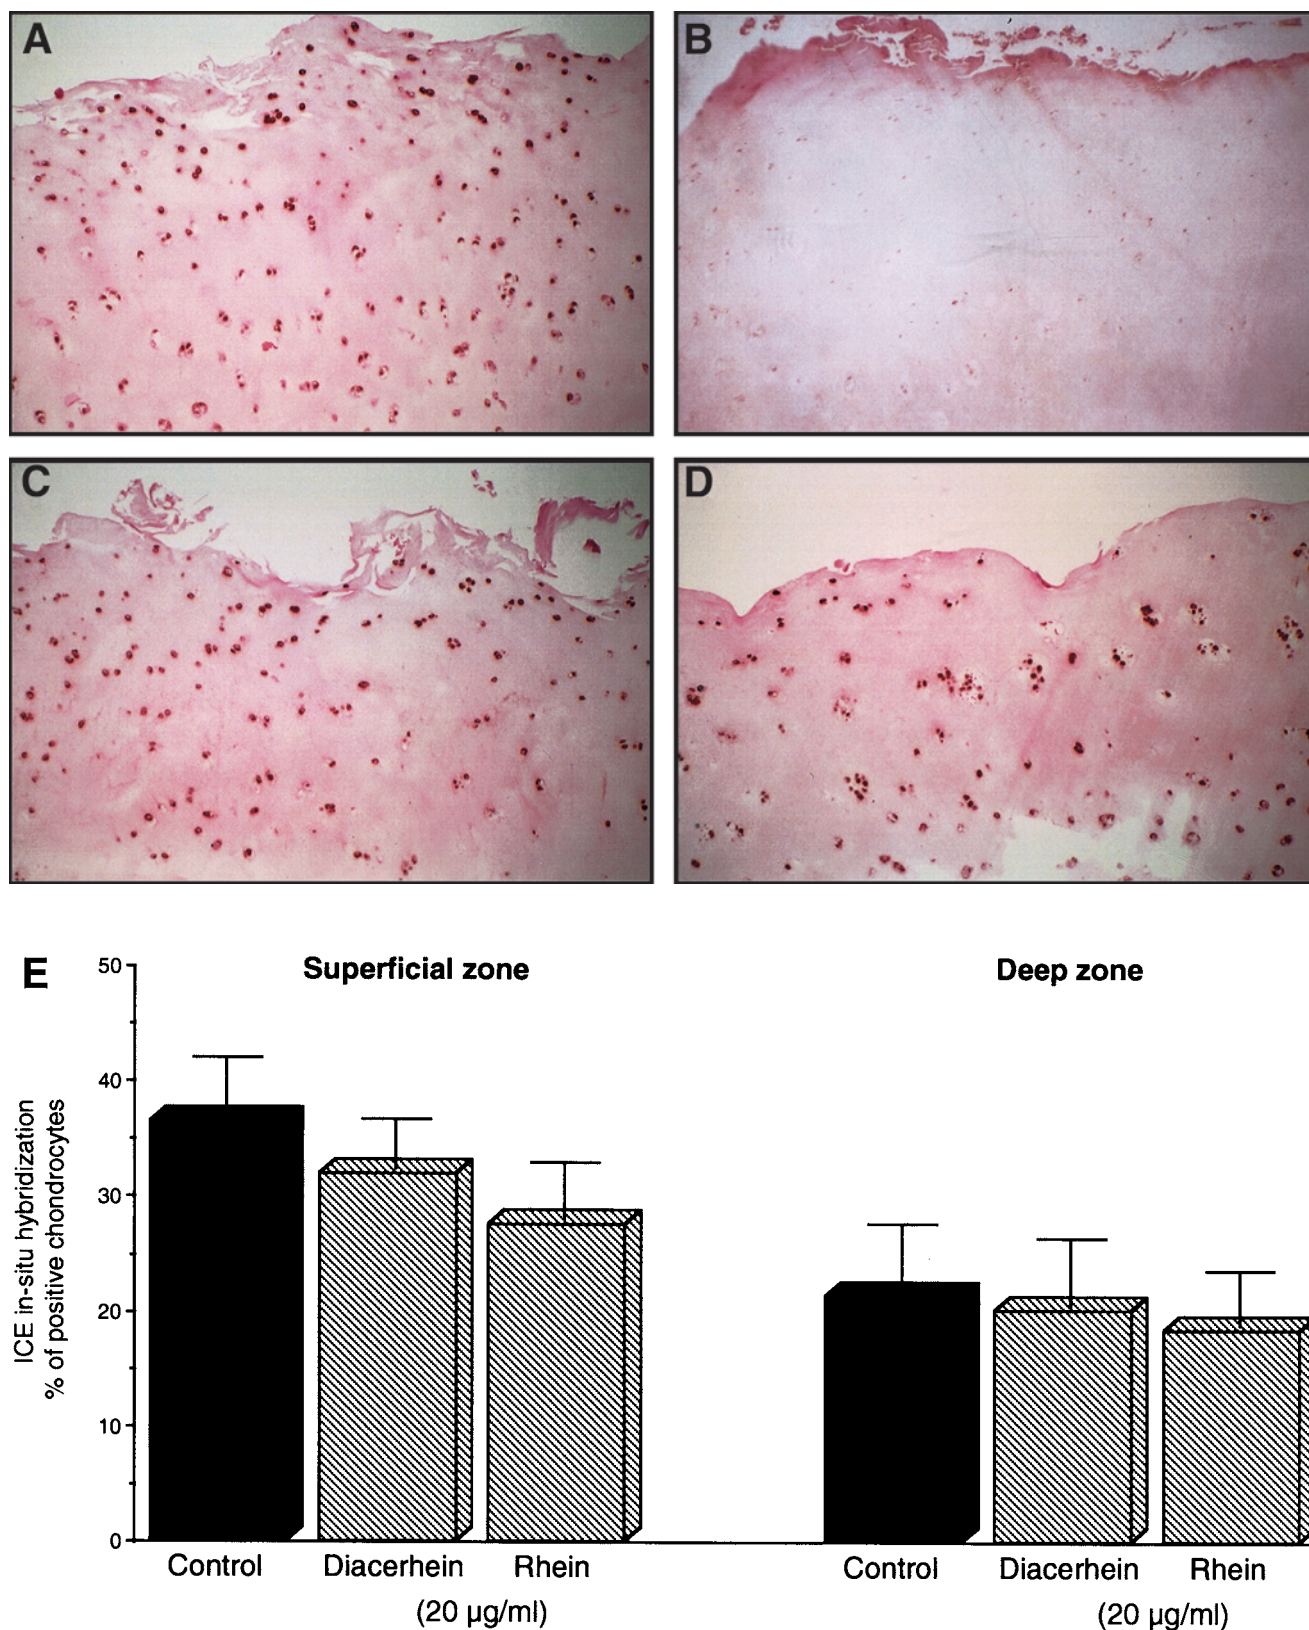 A
B
C
D
E
Superficial zone
Deep zone
50
40
30
20
10
0
ICE in-situ hybridization
% of positive chondrocytes
Control
Diacerhein
Rhein
(20 µg/ml)
Control
Diacerhein
Rhein
(20 µg/ml)